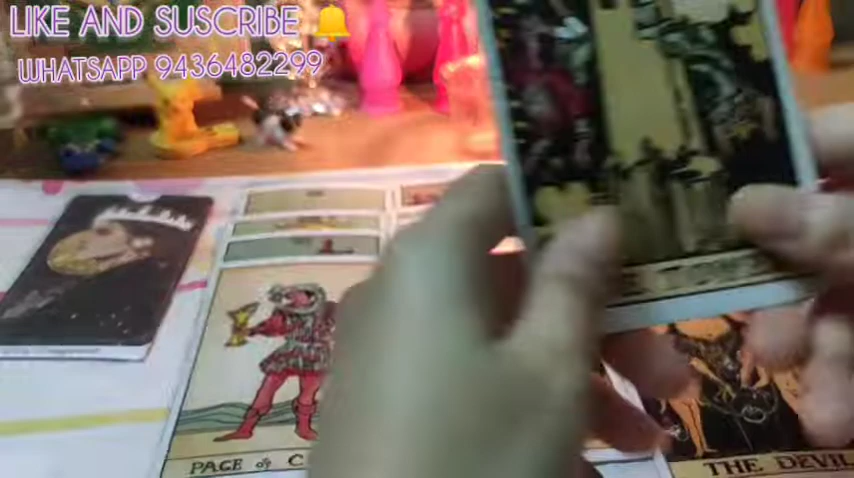 LIKE AND SUSCRIBE 🔔
WHATSAPP 9436482299
PAGE of C
THE DEVIL